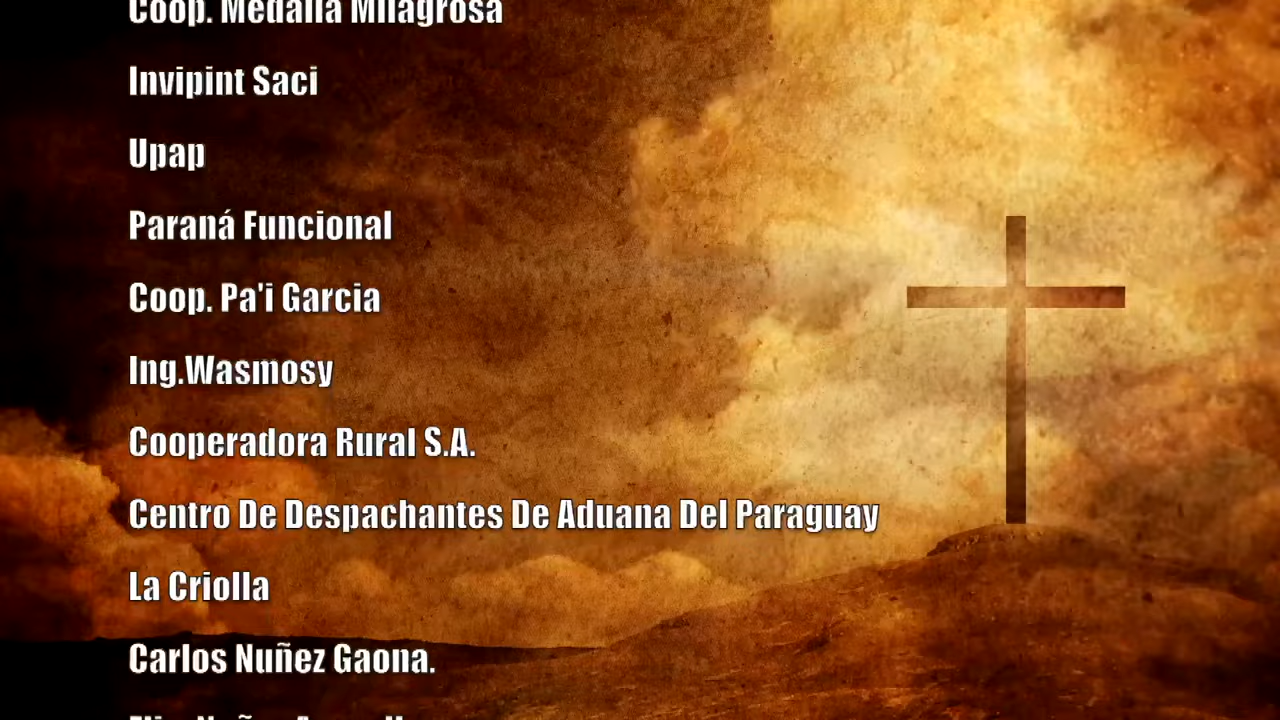 Coop. Medalla Milagrosa
Invipint Saci
Upap
Paraná Funcional
Coop. Pa'i Garcia
Ing.Wasmosy
Cooperadora Rural S.A.
Centro De Despachantes De Aduana Del Paraguay
La Criolla
Carlos Nuñez Gaona.